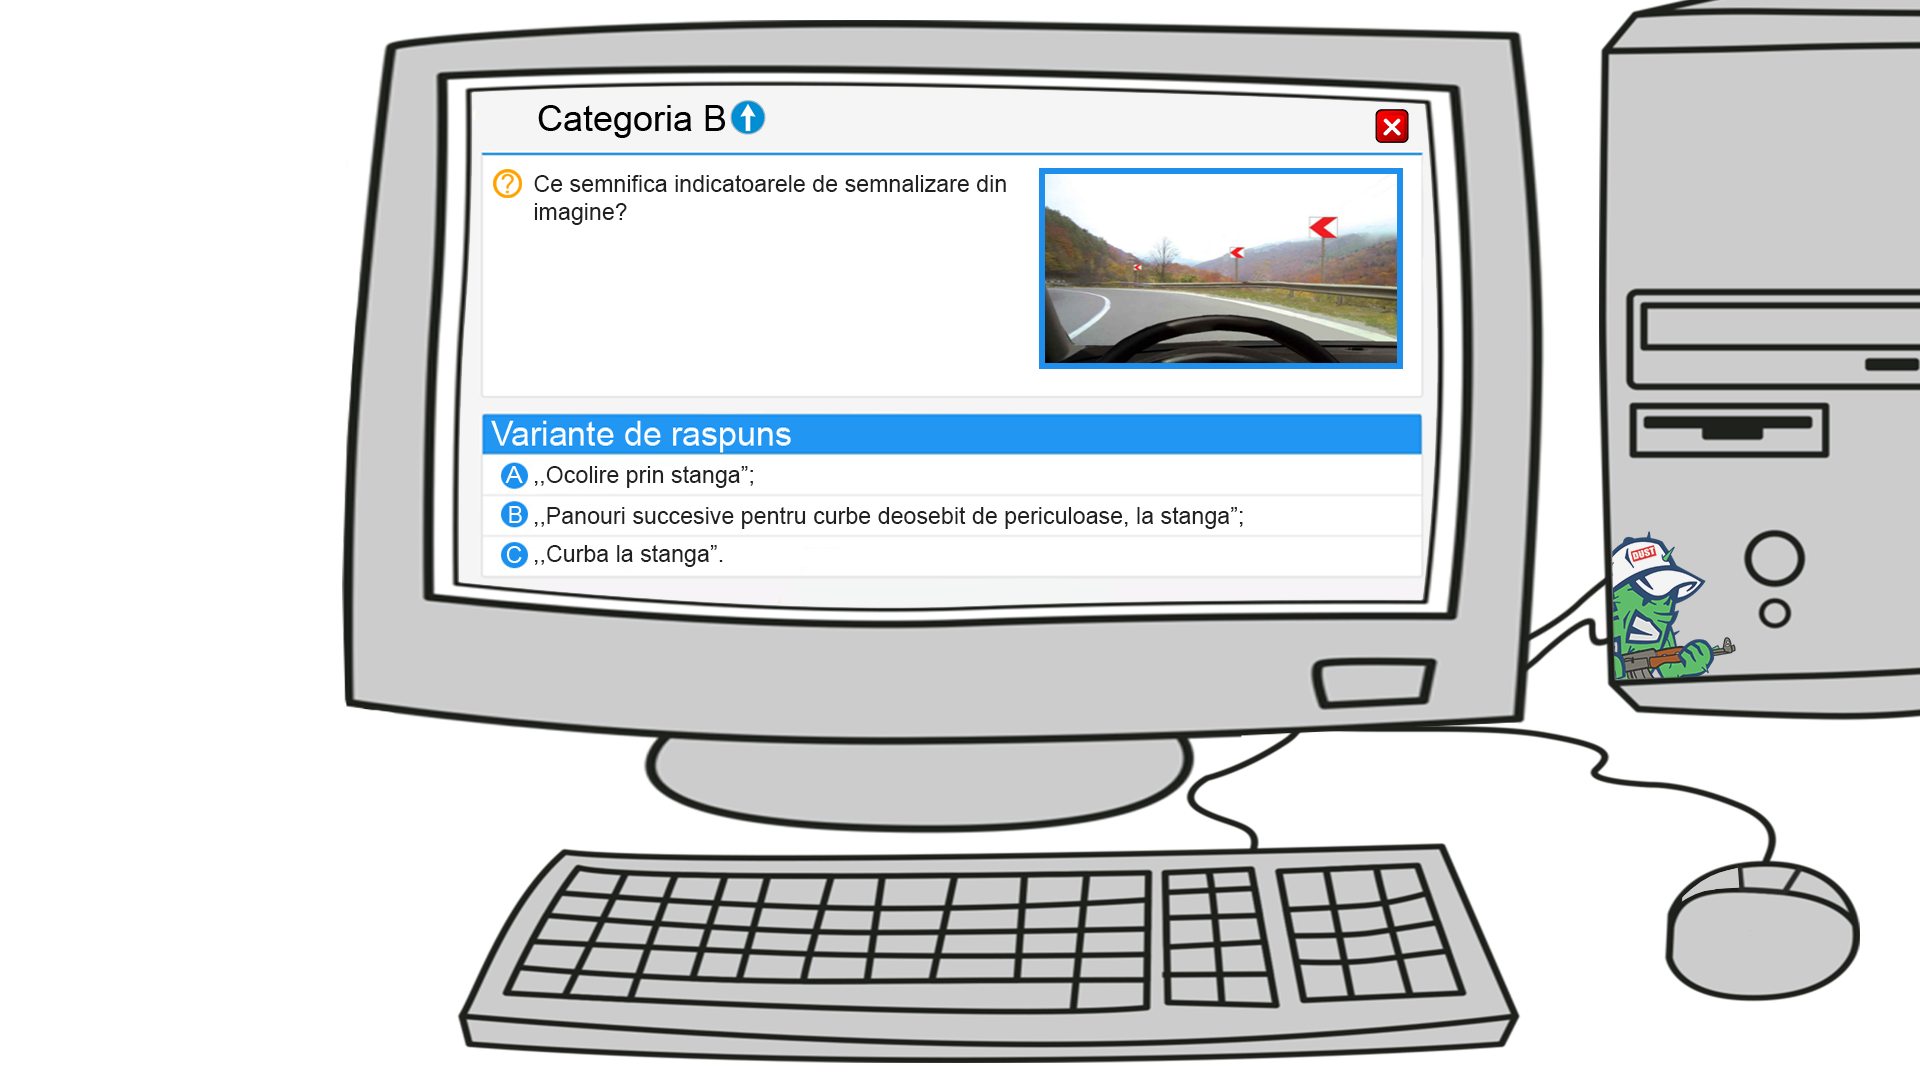 Categoria B
Ce semnifica indicatoarele de semnalizare din
imagine?
Variante de raspuns
A ,,Ocolire prin stanga”;
B ,,Panouri succesive pentru curbe deosebit de periculoase, la stanga”;
C ,,Curba la stanga”.
DUST